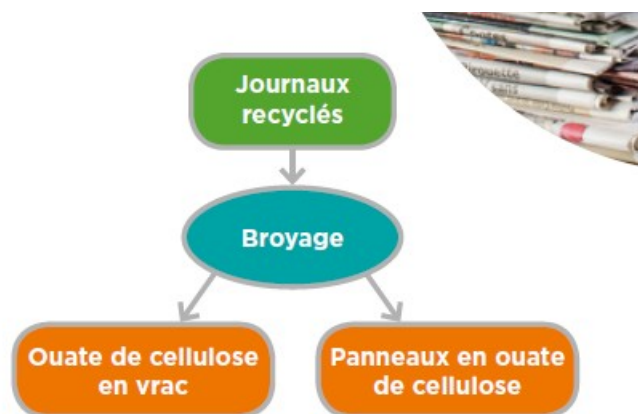 Journaux
recyclés
Broyage
Ouate de cellulose
en vrac
Panneaux en ouate
de cellulose